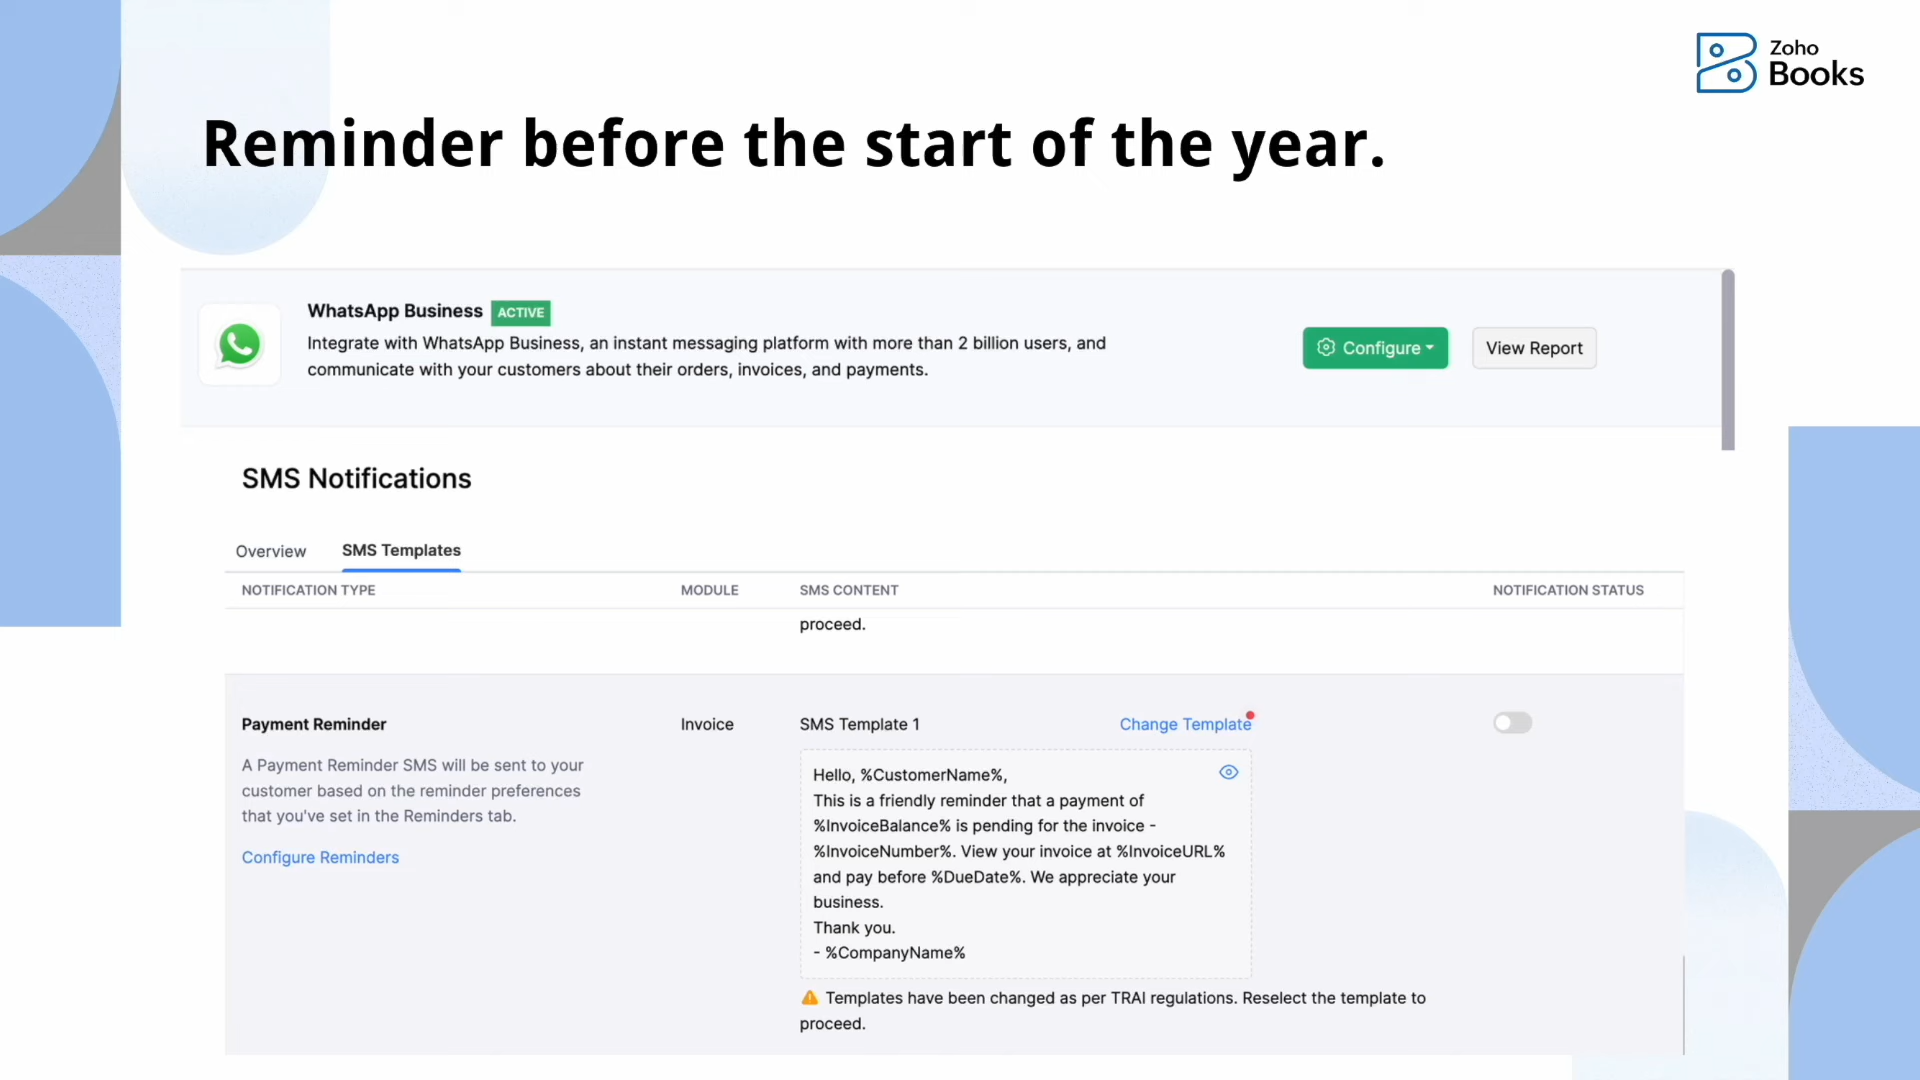 Zoho
Books
Reminder before the start of the year.
WhatsApp Business ACTIVE
Integrate with WhatsApp Business, an instant messaging platform with more than 2 billion users, and
communicate with your customers about their orders, invoices, and payments.
Configure
View Report
SMS Notifications
Overview SMS Templates
NOTIFICATION TYPE MODULE SMS CONTENT NOTIFICATION STATUS
proceed.
Payment Reminder Invoice SMS Template 1 Change Template
A Payment Reminder SMS will be sent to your
customer based on the reminder preferences
that you've set in the Reminders tab.
Configure Reminders
Hello, %CustomerName%,
This is a friendly reminder that a payment of
%InvoiceBalance% is pending for the invoice -
%InvoiceNumber%. View your invoice at %InvoiceURL%
and pay before %DueDate%. We appreciate your
business.
Thank you.
- %CompanyName%
Templates have been changed as per TRAI regulations. Reselect the template to
proceed.